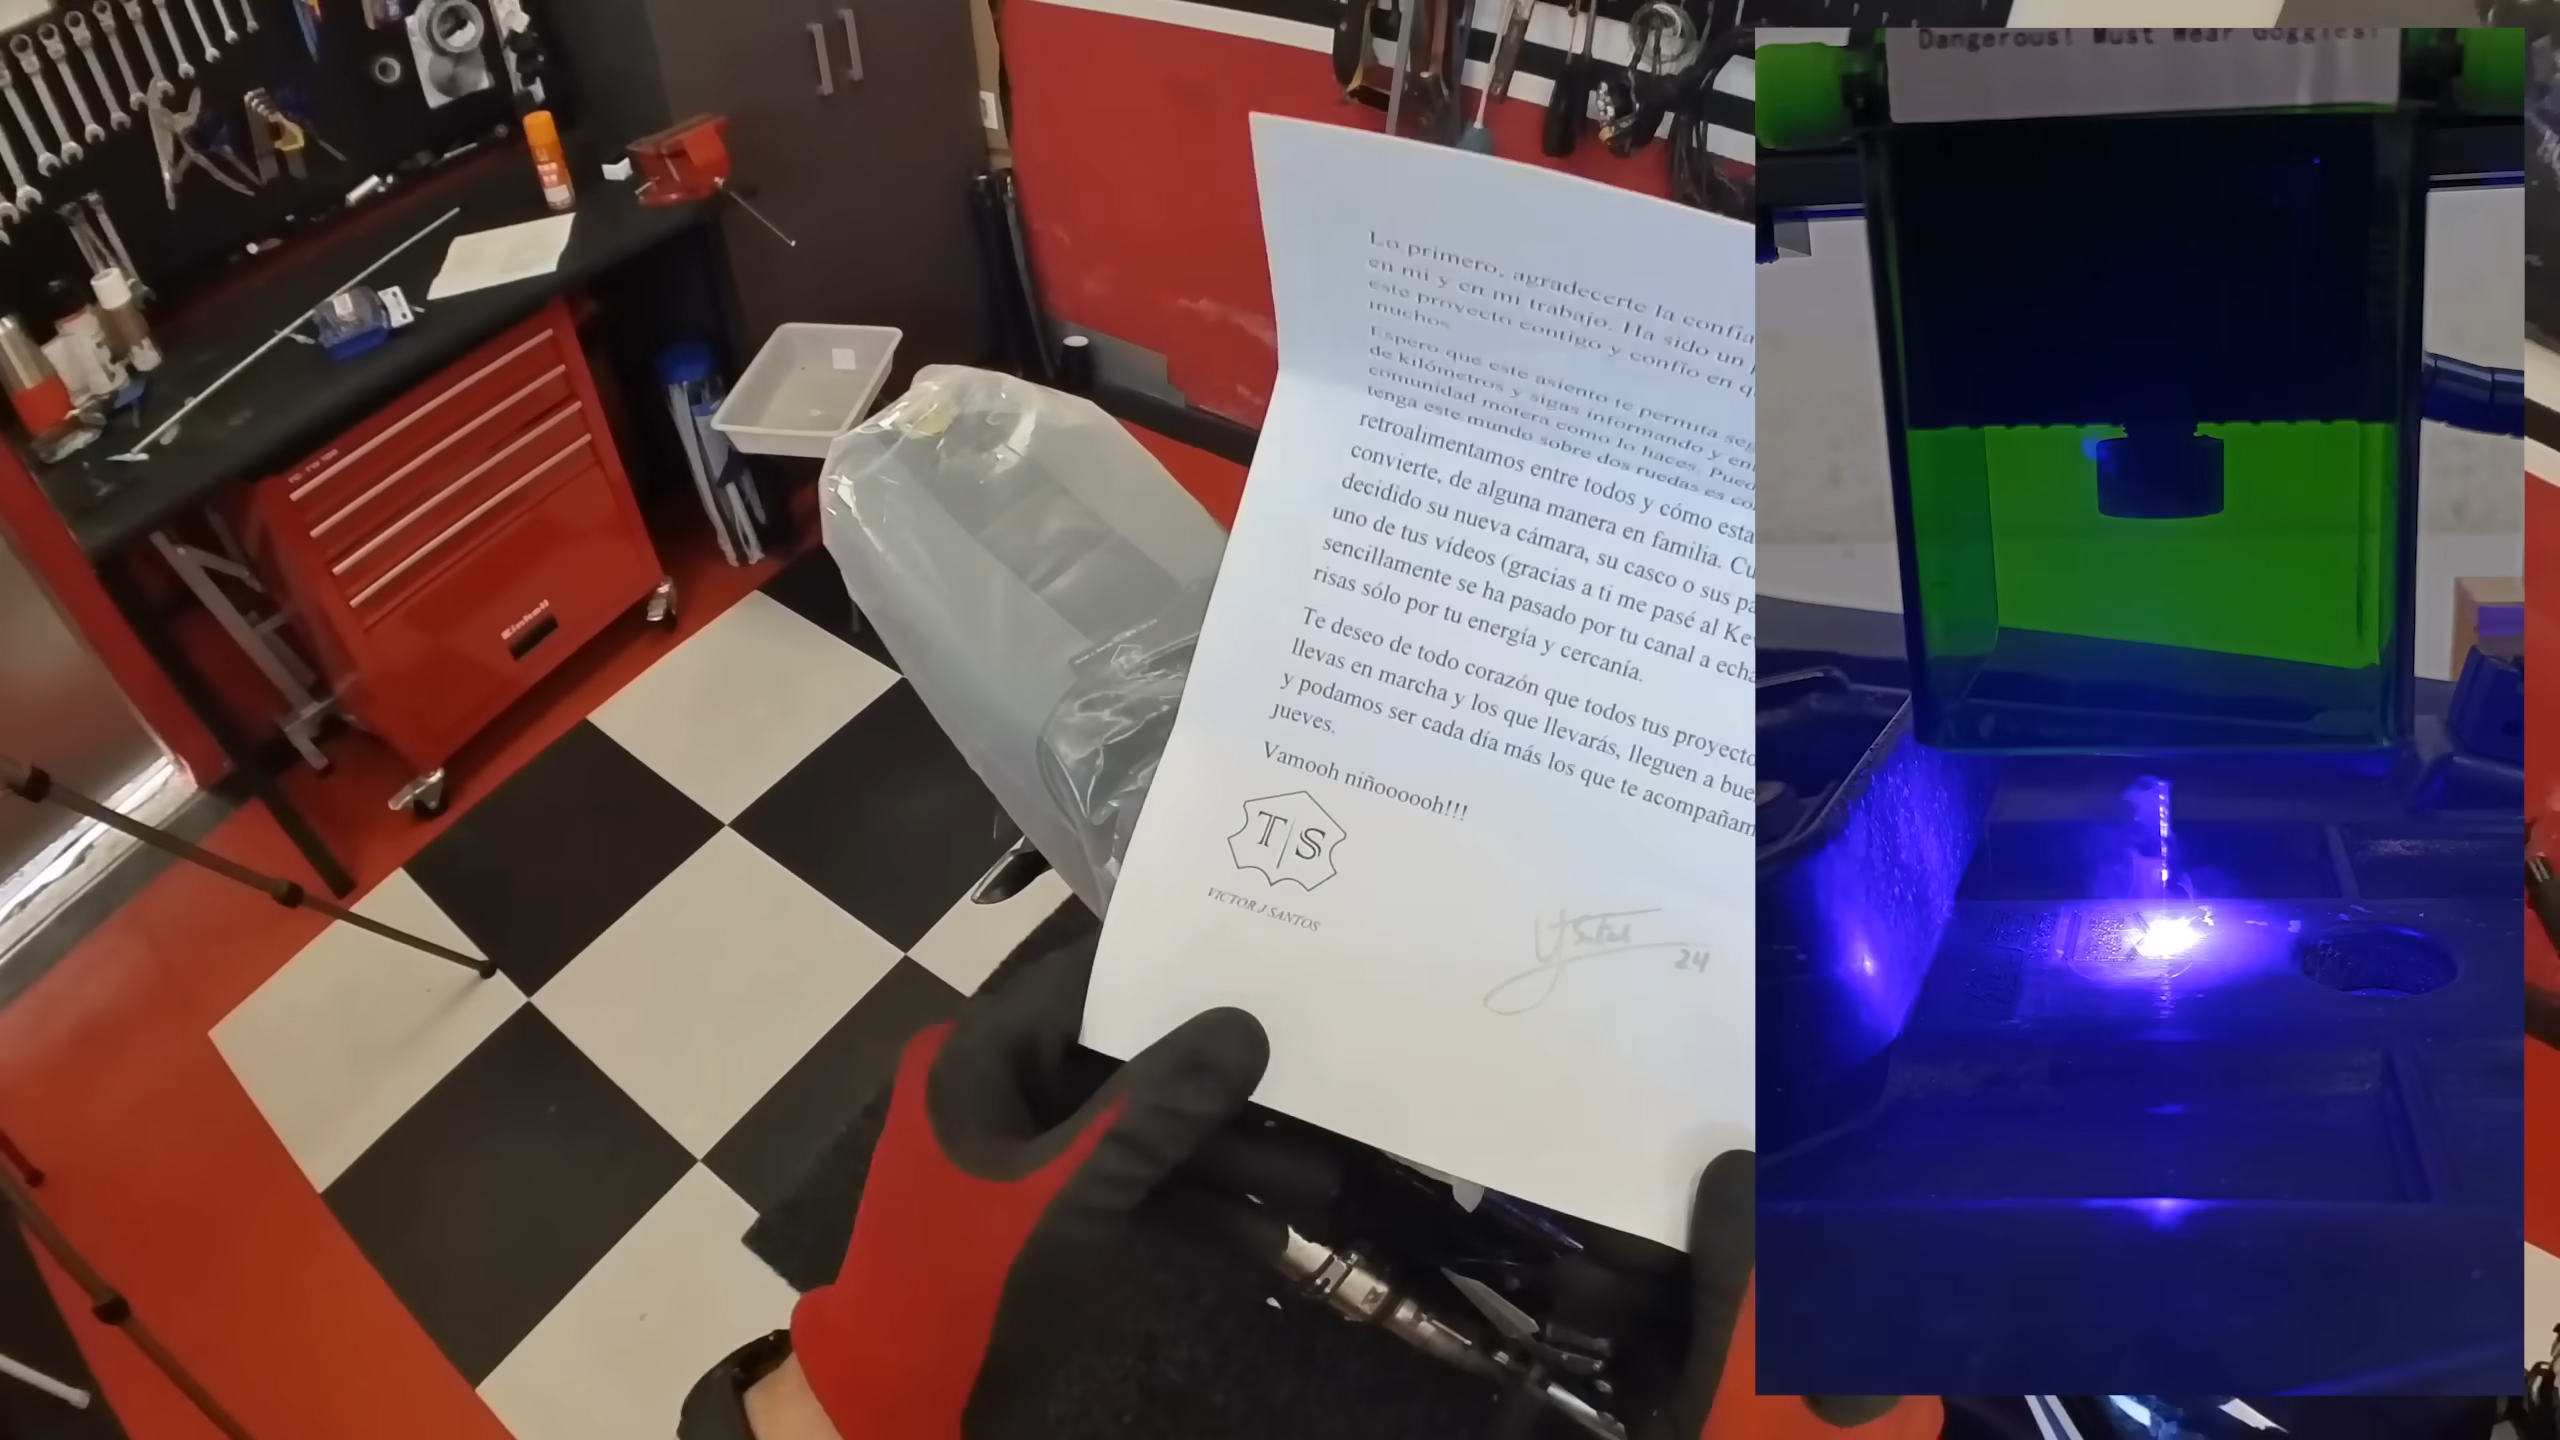 Dangerous! Must Wear Goggles!
Lo primero, agradecerte la confia
en mi y en mi trabajo. Ha sido un
este proyecto contigo y confío en q
muchos
Espero que este asiento te permita seg
de kilómetros y sigas informando y en
comunidad motera como lo haces. Pued
tenga este mundo sobre dos ruedas es co
retroalimentamos entre todos y cómo esta
convierte, de alguna manera en familia. Cu
decidido su nueva cámara, su casco o sus pa
uno de tus vídeos (gracias a ti me pasé al Ke
sencillamente se ha pasado por tu canal a echa
risas sólo por tu energía y cercanía.
Te deseo de todo corazón que todos tus proyecto
llevas en marcha y los que llevarás, lleguen a bue
y podamos ser cada día más los que te acompañam
jueves.
Vamooh niñoooooh!!!
T|S
VICTOR J SANTOS
24
Einhell